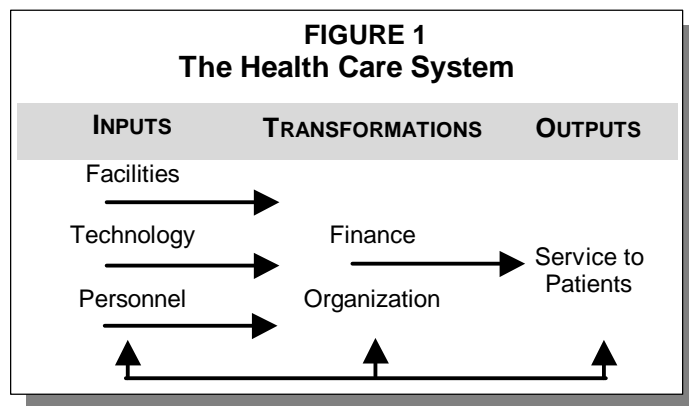 FIGURE 1
The Health Care System
INPUTS TRANSFORMATIONS OUTPUTS
Facilities
Technology Finance
Service to
Patients
Personnel Organization